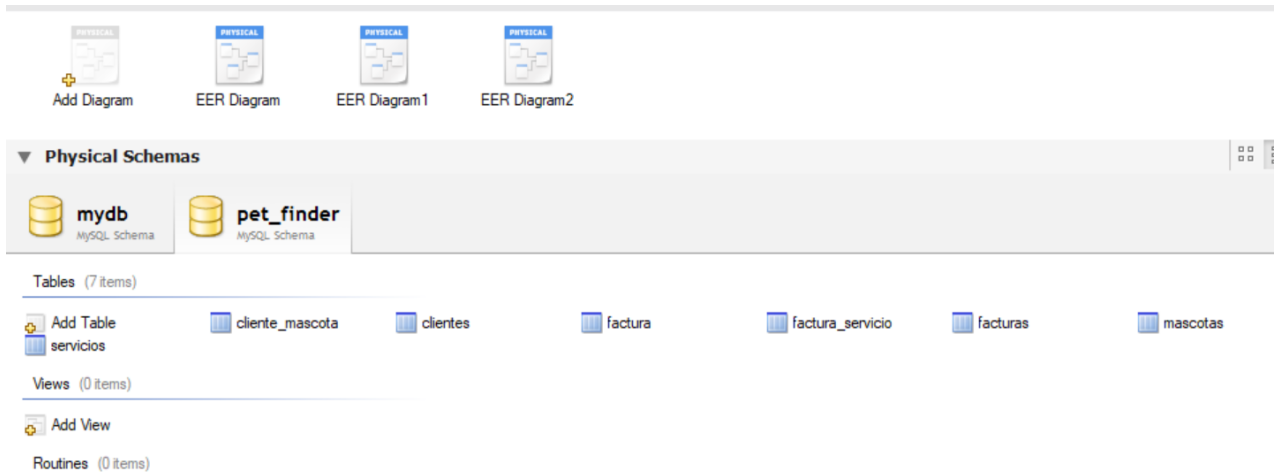 PHYSICAL PHYSICAL PHYSICAL PHYSICAL
Add Diagram EER Diagram EER Diagram1 EER Diagram2
Physical Schemas
mydb pet_finder
MySQL Schema MySQL Schema
Tables (7 items)
Add Table cliente_mascota clientes factura factura_servicio facturas mascotas
servicios
Views (0 items)
Add View
Routines (0 items)